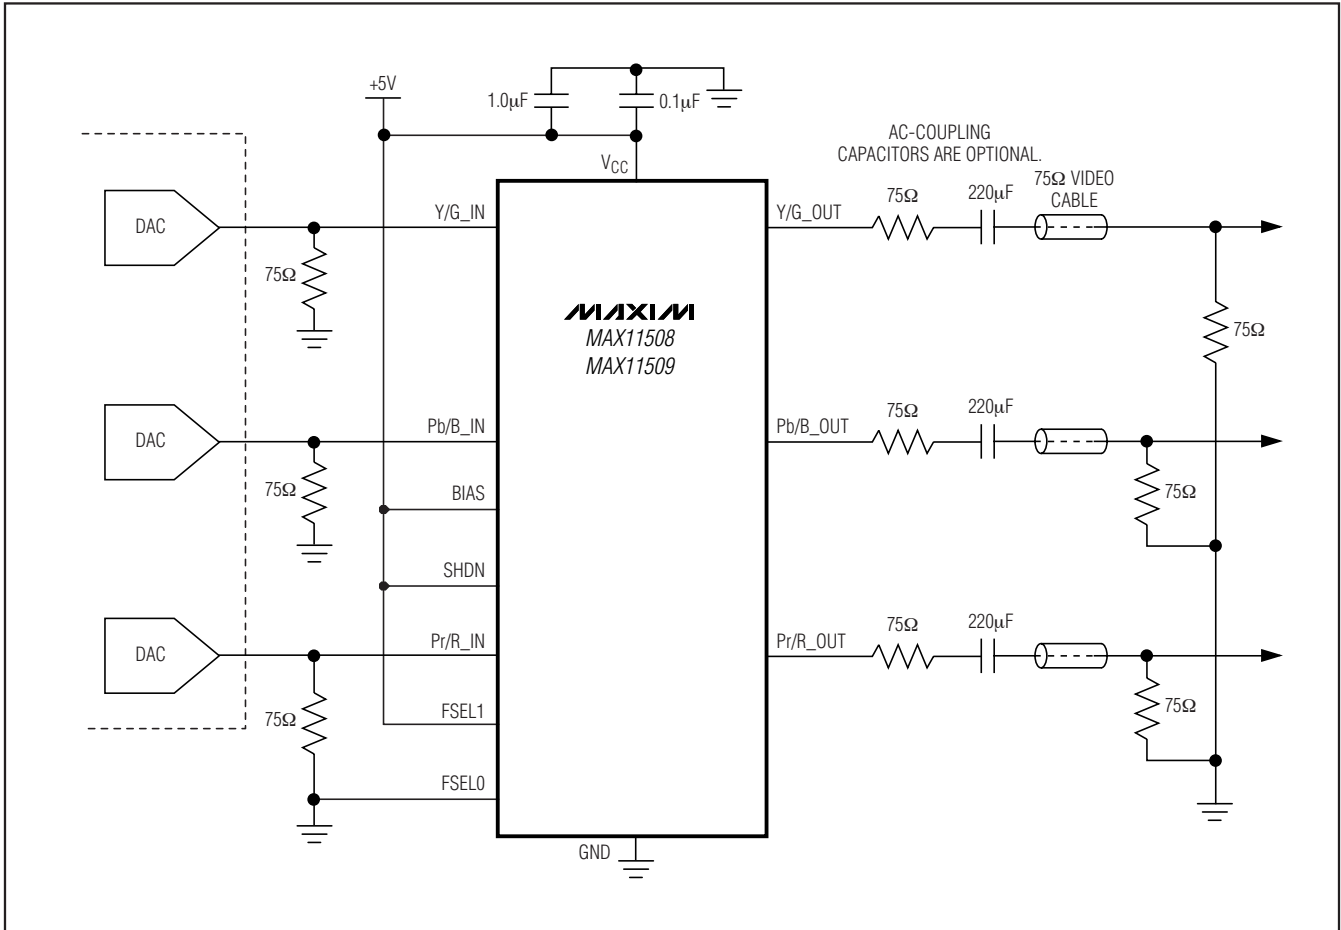 +5V
1.0μF
0.1μF
VCC
AC-COUPLING
CAPACITORS ARE OPTIONAL.
75Ω VIDEO
CABLE
DAC
75Ω
Y/G_IN
Y/G_OUT
75Ω
220μF
75Ω
MAXIM
MAX11508
MAX11509
DAC
75Ω
Pb/B_IN
Pb/B_OUT
75Ω
220μF
75Ω
BIAS
SHDN
DAC
75Ω
Pr/R_IN
Pr/R_OUT
75Ω
220μF
75Ω
FSEL1
FSEL0
GND